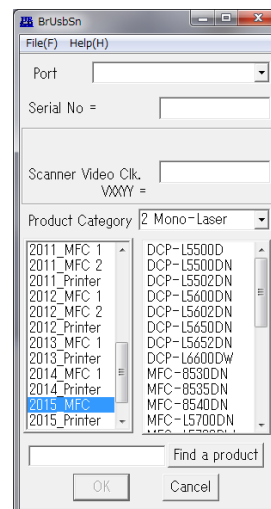 BrUsbSn
File(F) Help(H)
Port
Serial No =
Scanner Video Clk.
VXXYY =
Product Category 2 Mono-Laser
2011_MFC 1
2011_MFC 2
2011_Printer
2012_MFC 1
2012_MFC 2
2012_Printer
2013_MFC 1
2013_Printer
2014_MFC 1
2014_Printer
2015_MFC
2015_Printer
DCP-L5500D
DCP-L5500DN
DCP-L5502DN
DCP-L5600DN
DCP-L5602DN
DCP-L5650DN
DCP-L5652DN
DCP-L6600DW
MFC-8530DN
MFC-8535DN
MFC-8540DN
MFC-L5700DN
Find a product
OK Cancel